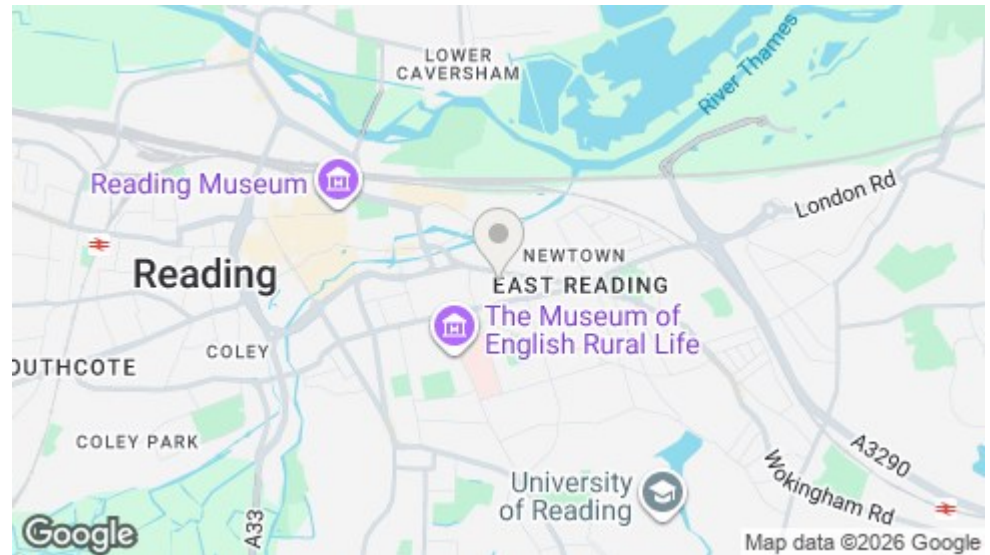 LOWER
CAVERSHAM
River Thames
Reading Museum
London Rd
NEWTOWN
Reading
EAST READING
The Museum of
English Rural Life
COLEY
OUTHCOTE
COLEY PARK
A3290
University
of Reading
Wokingham Rd
A33
Google
Map data ©2026 Google